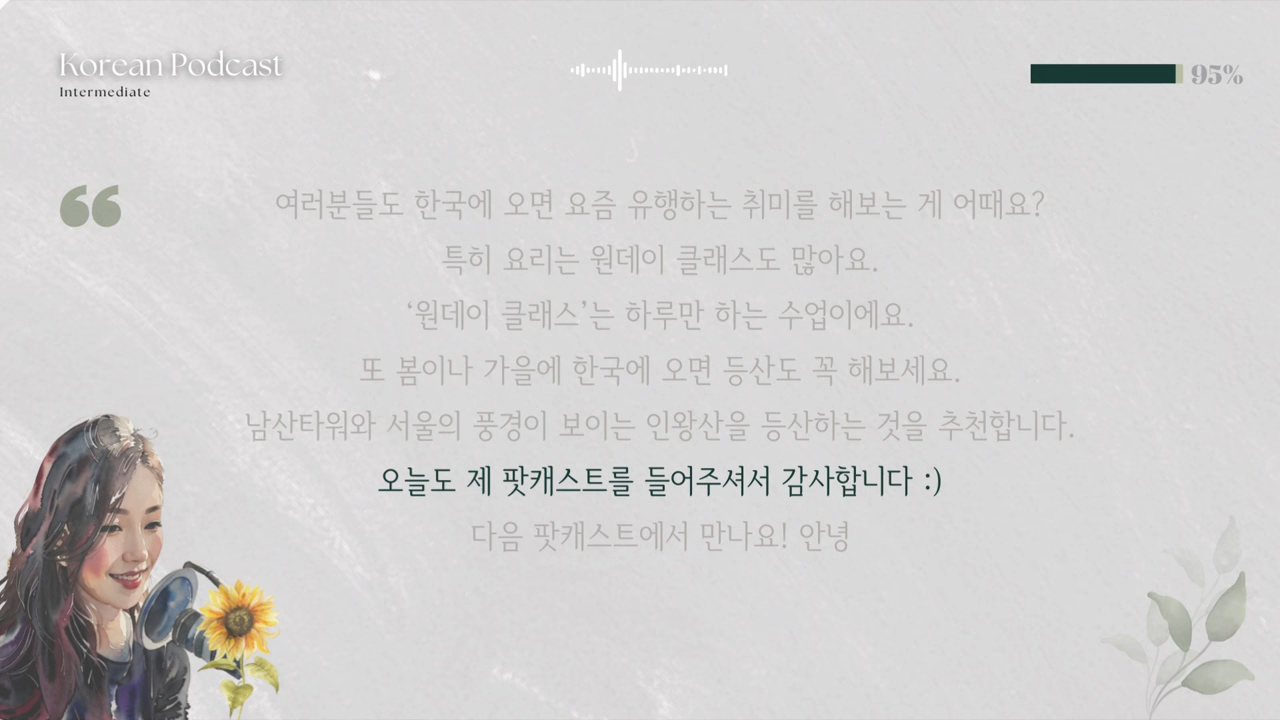 Korean Podcast
Intermediate
95%
여러분들도 한국에 오면 요즘 유행하는 취미를 해보는 게 어때요?
특히 요리는 원데이 클래스도 많아요.
‘원데이 클래스’는 하루만 하는 수업이에요.
또 봄이나 가을에 한국에 오면 등산도 꼭 해보세요.
남산타워와 서울의 풍경이 보이는 인왕산을 등산하는 것을 추천합니다.
오늘도 제 팟캐스트를 들어주셔서 감사합니다 :)
다음 팟캐스트에서 만나요! 안녕